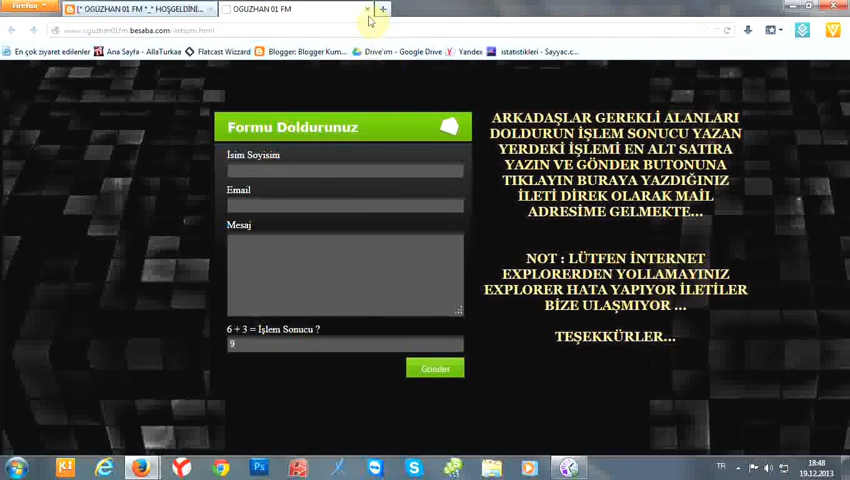 Firefox
[* OGUZHAN 01 FM *_* HOŞGELDİNİ...
OGUZHAN 01 FM
www.oguzhan01fm.besaba.com/iletisim.html
En çok ziyaret edilenler
Ana Sayfa - AllaTurkaa
Flatcast Wizzard
Blogger: Blogger Kum...
Drive'ım - Google Drive
Yandex
istatistikleri - Sayyac.c...
Formu Doldurunuz
İsim Soyisim
Email
Mesaj
6 + 3 = İşlem Sonucu ?
9
Gönder
ARKADAŞLAR GEREKLİ ALANLARI
DOLDURUN İŞLEM SONUCU YAZAN
YERDEKİ İŞLEMİ EN ALT SATIRA
YAZIN VE GÖNDER BUTONUNA
TIKLAYIN BURAYA YAZDIĞINIZ
İLETİ DİREK OLARAK MAİL
ADRESİME GELMEKTE...
NOT : LÜTFEN İNTERNET
EXPLORERDEN YOLLAMAYINIZ
EXPLORER HATA YAPIYOR İLETİLER
BİZE ULAŞMIYOR ...
TEŞEKKÜRLER...
TR
18:48
19.12.2013